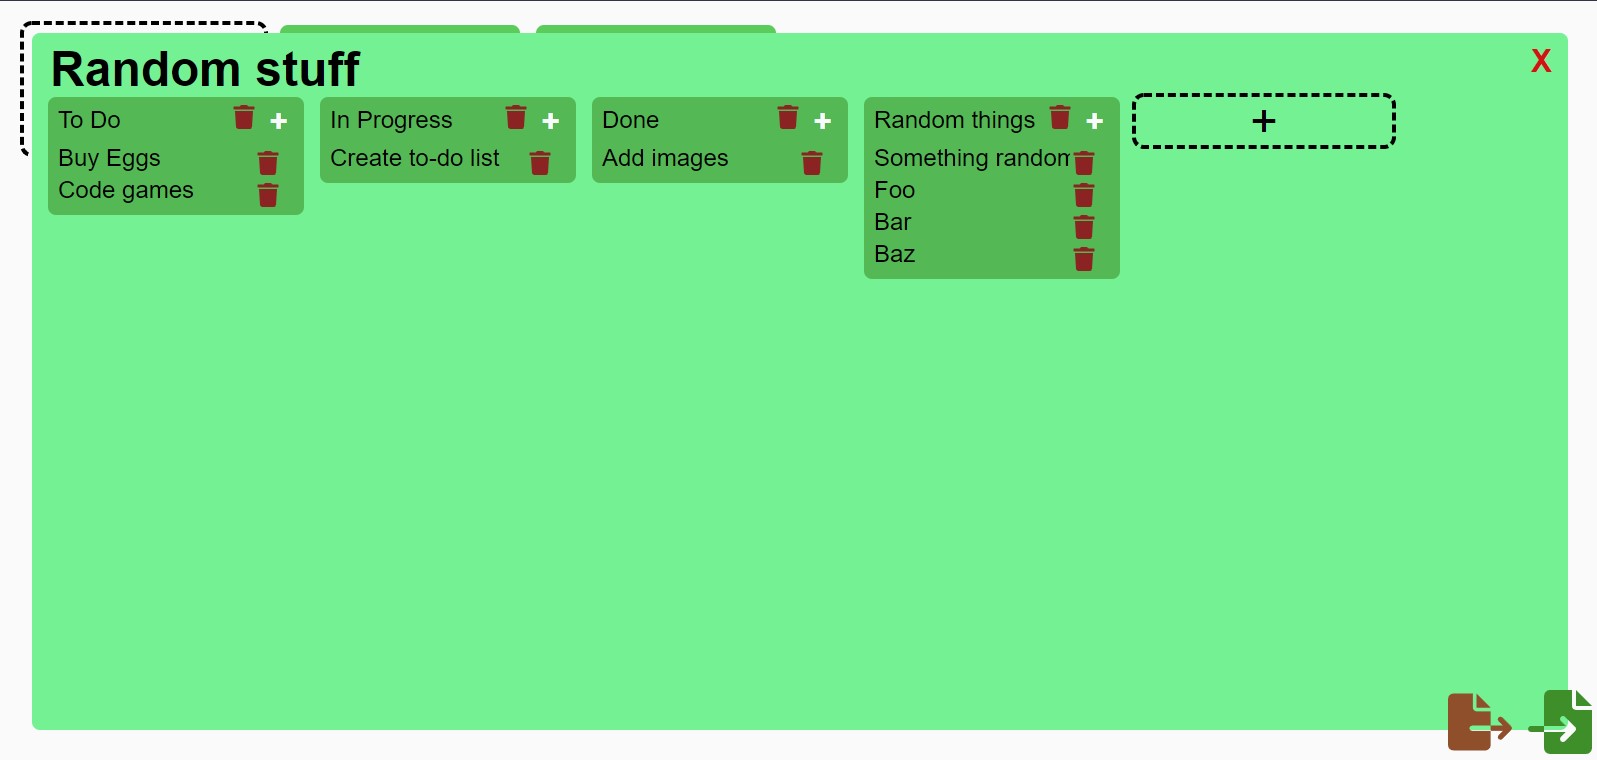 Random stuff
X
To Do
Buy Eggs
Code games
In Progress
Create to-do list
Done
Add images
Random things
Something random
Foo
Bar
Baz